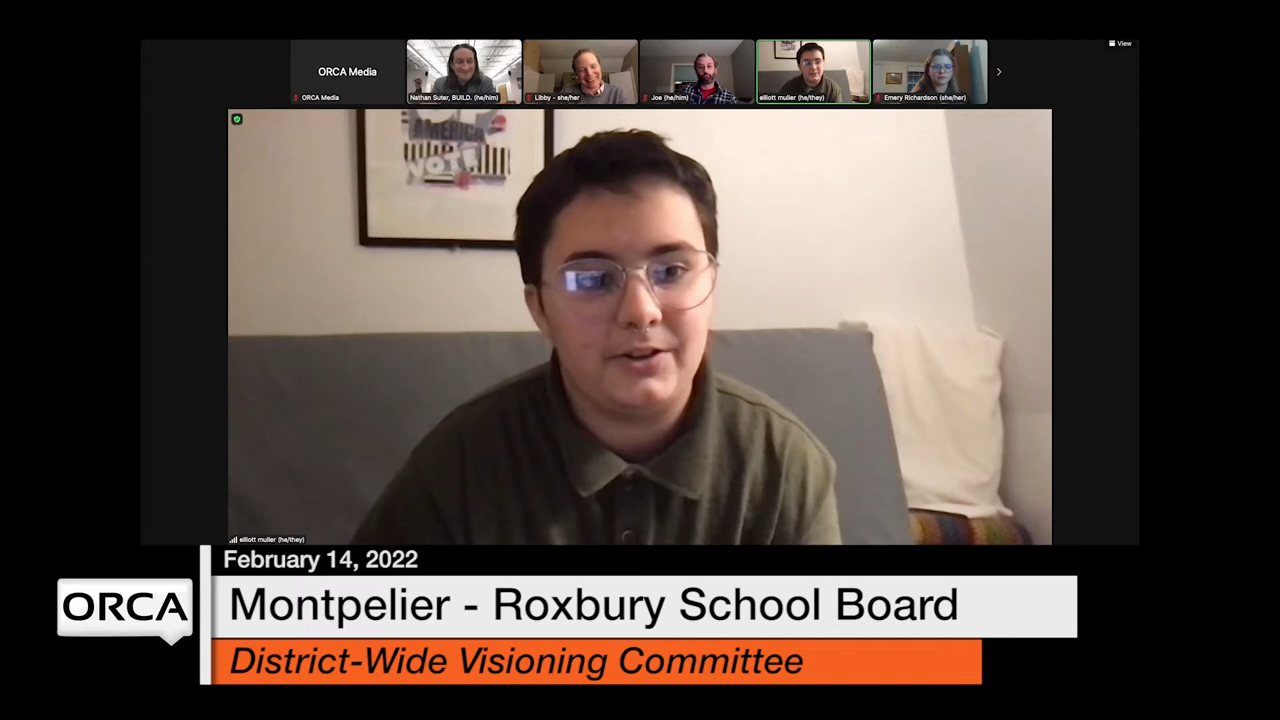 View
ORCA Media
ORCA Media
Nathan Suter, BUILD. (he/him)
Libby - she/her
Joe (he/him)
elliott muller (he/they)
Emery Richardson (she/her)
AMERICA
VOTE
elliott muller (he/they)
February 14, 2022
ORCA
Montpelier - Roxbury School Board
District-Wide Visioning Committee